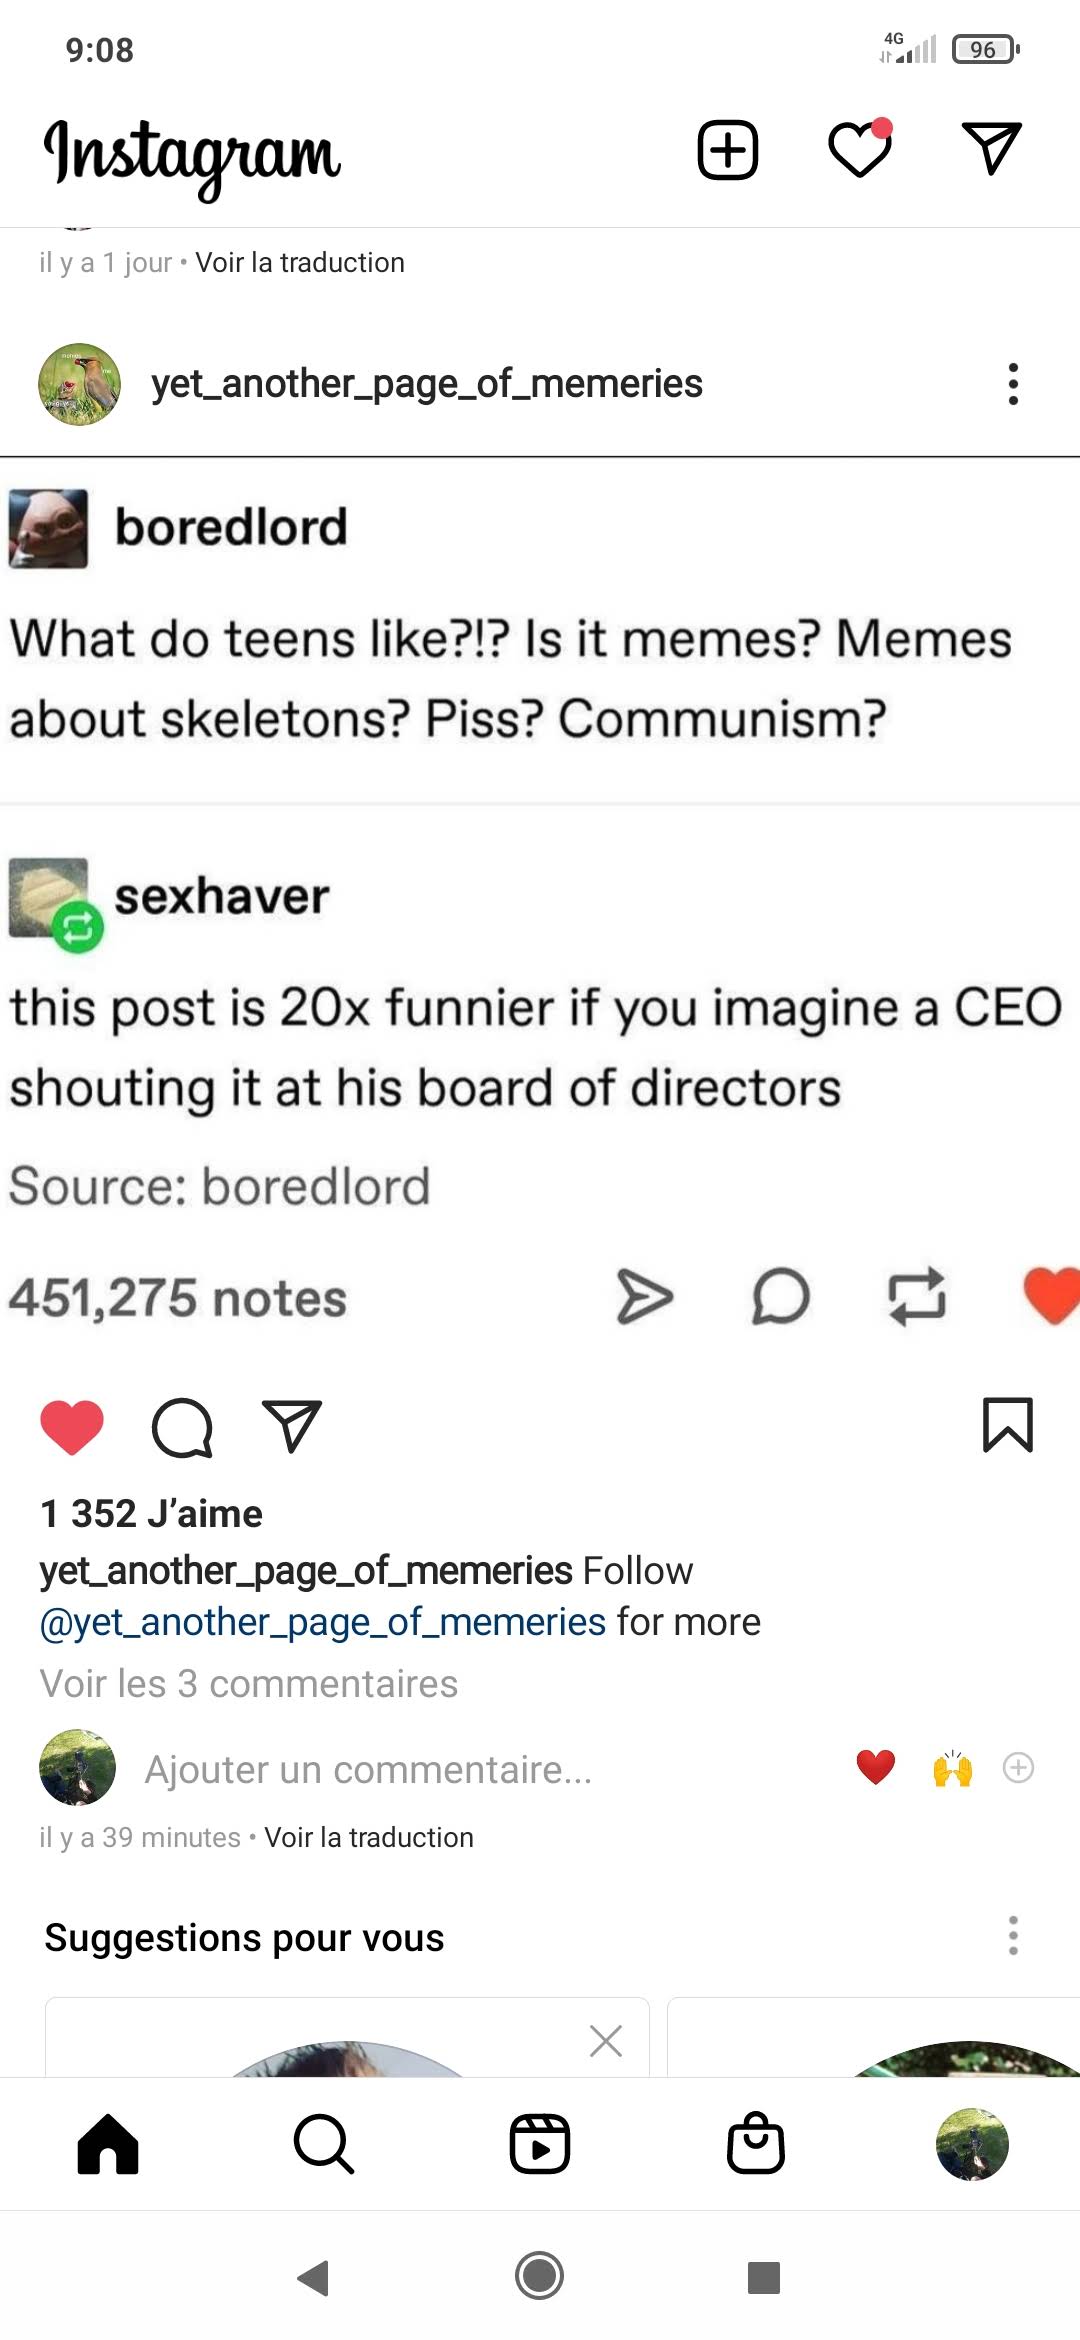 9:08
4G
96
Instagram
il y a 1 jour • Voir la traduction
yet_another_page_of_memeries
boredlord
What do teens like?!? Is it memes? Memes
about skeletons? Piss? Communism?
sexhaver
this post is 20x funnier if you imagine a CEO
shouting it at his board of directors
Source: boredlord
451,275 notes
1 352 J’aime
yet_another_page_of_memeries Follow
@yet_another_page_of_memeries for more
Voir les 3 commentaires
Ajouter un commentaire...
il y a 39 minutes • Voir la traduction
Suggestions pour vous